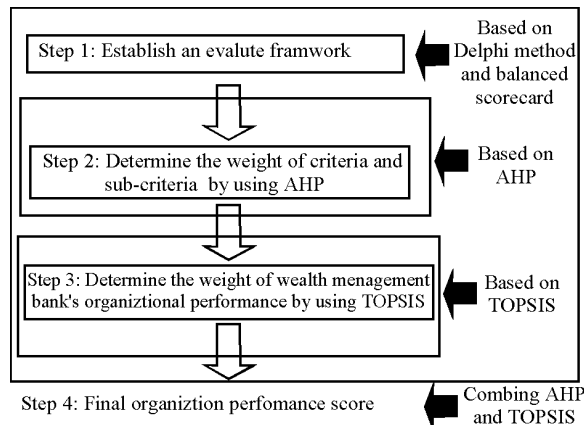 Step 1: Establish an evalute framwork
Based on
Delphi method
and balanced
scorecard
Step 2: Determine the weight of criteria and
sub-criteria by using AHP
Based on
AHP
Step 3: Determine the weight of wealth menagement
bank's organiztional performance by using TOPSIS
Based on
TOPSIS
Step 4: Final organiztion perfomance score
Combing AHP
and TOPSIS